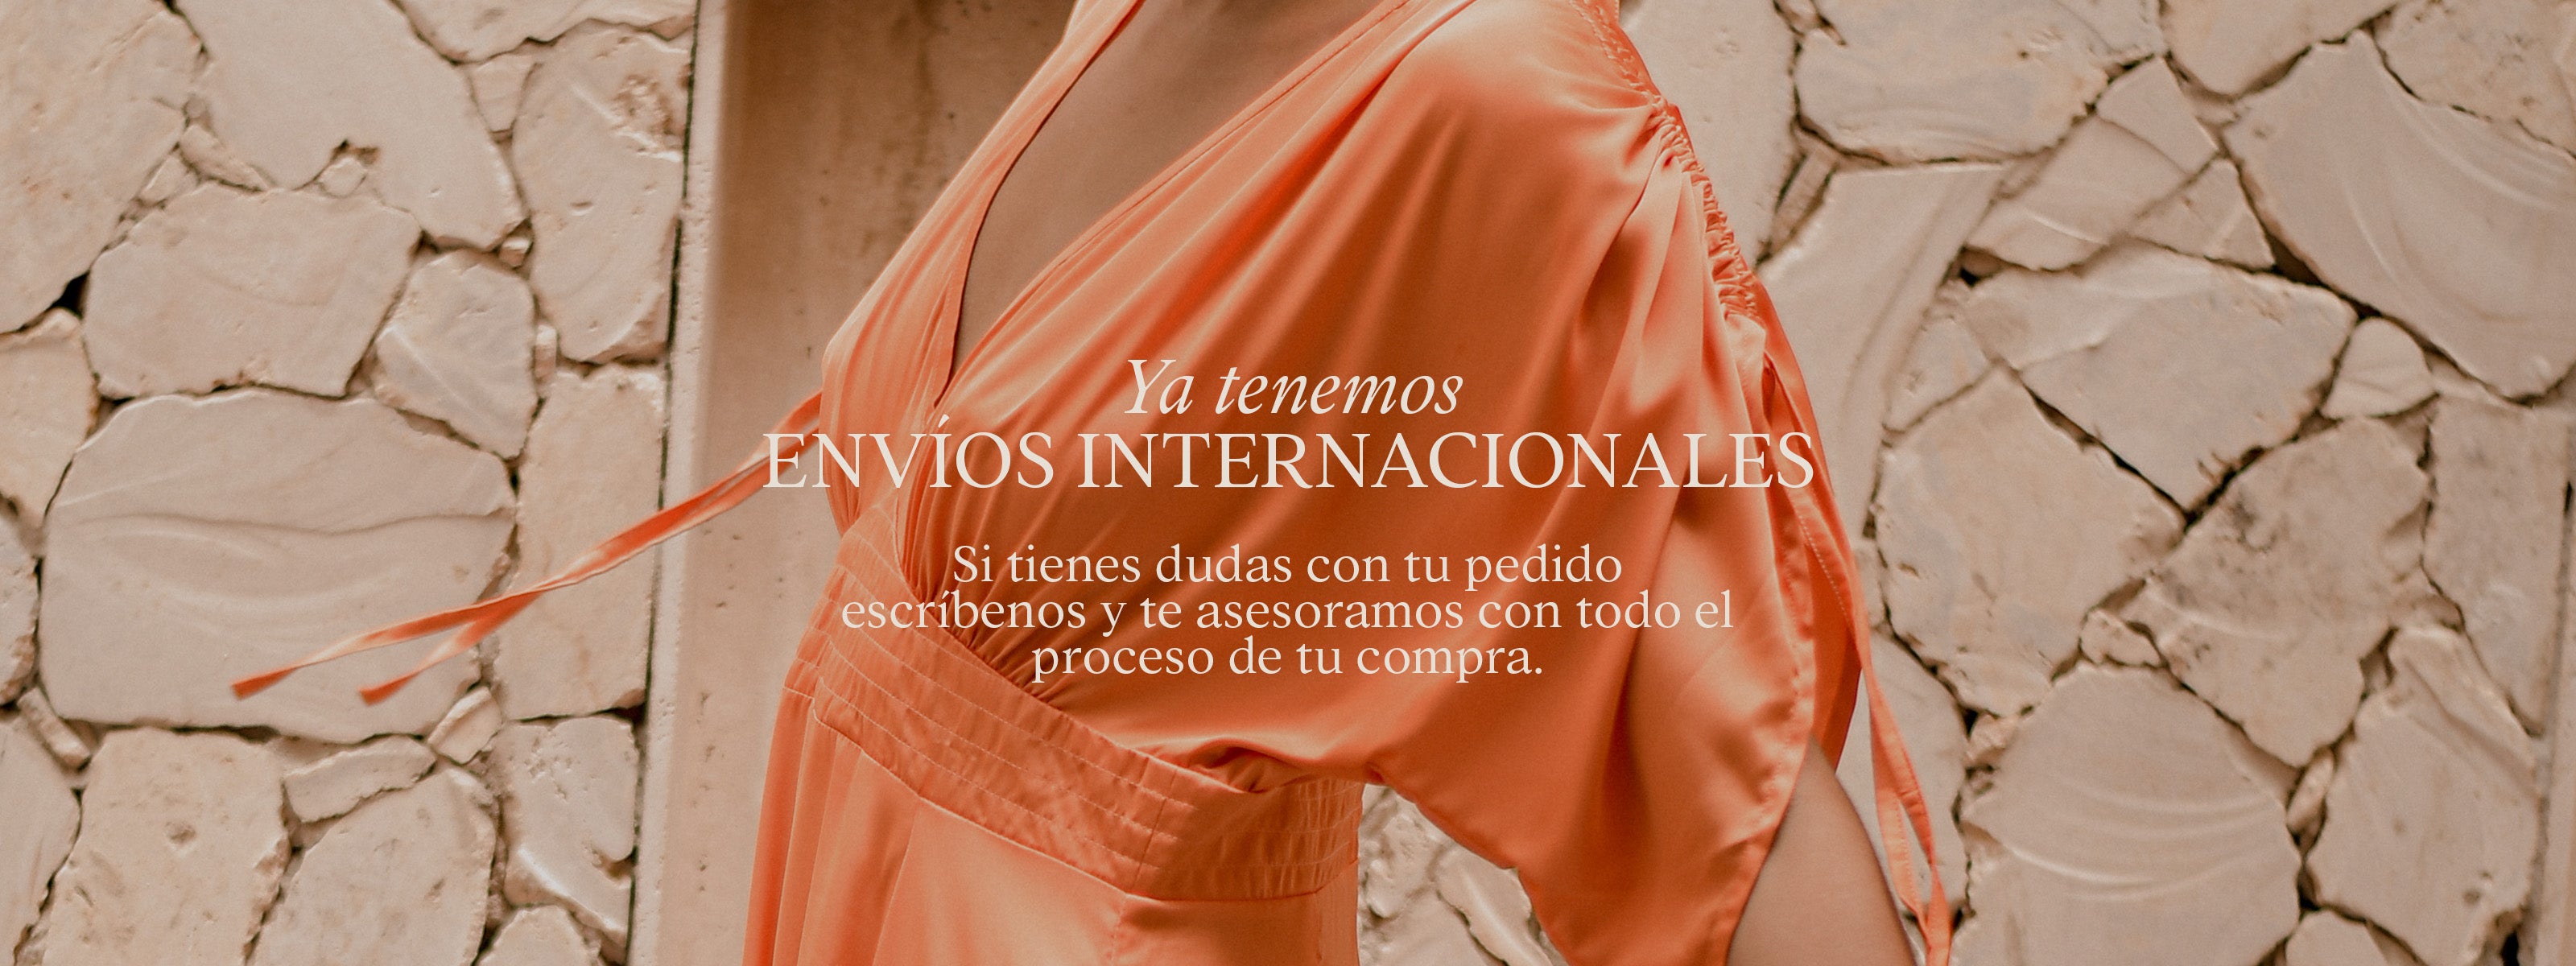 Ya tenemos
ENVÍOS INTERNACIONALES
Si tienes dudas con tu pedido
escríbenos y te asesoramos con todo el
proceso de tu compra.